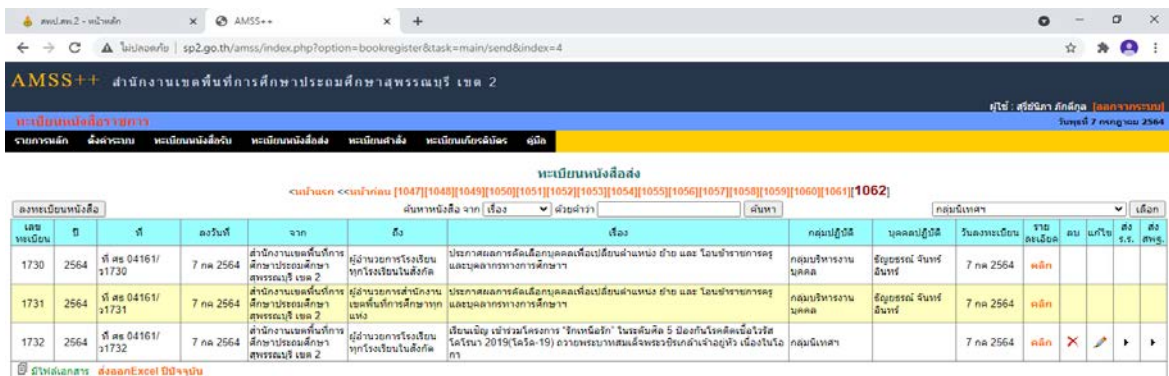 สพป.สพ.2 - หน้าหลัก
AMSS++
ไม่ปลอดภัย | sp2.go.th/amss/index.php?option=bookregister&task=main/send&index=4
AMSS++ สำนักงานเขตพื้นที่การศึกษาประถมศึกษาสุพรรณบุรี เขต 2
ผู้ใช้ : สุรีย์นิภา ภักดีกุล [ออกจากระบบ]
ทะเบียนหนังสือราชการ
วันพุธที่ 7 กรกฎาคม 2564
รายการหลัก ตั้งค่าระบบ ทะเบียนหนังสือรับ ทะเบียนหนังสือส่ง ทะเบียนคำสั่ง ทะเบียนเกียรติบัตร คู่มือ
ทะเบียนหนังสือส่ง
<หน้าแรก <<หน้าก่อน [1047][1048][1049][1050][1051][1052][1053][1054][1055][1056][1057][1058][1059][1060][1061][1062]
ลงทะเบียนหนังสือ ค้นหาหนังสือ จาก เรื่อง ด้วยคำว่า ค้นหา กลุ่มนิเทศฯ เลือก
เลขทะเบียน ปี ที่ ลงวันที่ จาก ถึง เรื่อง กลุ่มปฏิบัติ บุคคลปฏิบัติ วันลงทะเบียน รายละเอียด ลบ แก้ไข ส่ง ร.ร. ส่ง สพฐ.
1730 2564 ที่ ศธ 04161/ว1730 7 กค 2564 สำนักงานเขตพื้นที่การศึกษาประถมศึกษาสุพรรณบุรี เขต 2 ผู้อำนวยการโรงเรียนทุกโรงเรียนในสังกัด ประกาศผลการคัดเลือกบุคคลเพื่อเปลี่ยนตำแหน่ง ย้าย และ โอนข้าราชการครูและบุคลากรทางการศึกษาฯ กลุ่มบริหารงานบุคคล ธัญธรณ์ จันทร์อินทร์ 7 กค 2564 คลิก
1731 2564 ที่ ศธ 04161/ว1731 7 กค 2564 สำนักงานเขตพื้นที่การศึกษาประถมศึกษาสุพรรณบุรี เขต 2 ผู้อำนวยการสำนักงานเขตพื้นที่การศึกษาทุกแห่ง ประกาศผลการคัดเลือกบุคคลเพื่อเปลี่ยนตำแหน่ง ย้าย และ โอนข้าราชการครูและบุคลากรทางการศึกษาฯ กลุ่มบริหารงานบุคคล ธัญธรณ์ จันทร์อินทร์ 7 กค 2564 คลิก
1732 2564 ที่ ศธ 04161/ว1732 7 กค 2564 สำนักงานเขตพื้นที่การศึกษาประถมศึกษาสุพรรณบุรี เขต 2 ผู้อำนวยการโรงเรียนทุกโรงเรียนในสังกัด เรียนเชิญ เข้าร่วมโครงการ "รักเหนือรัก" ในระดับศีล 5 ป้องกันโรคติดเชื้อไวรัสโคโรนา 2019(โควิด-19) ถวายพระบาทสมเด็จพระวชิรเกล้าเจ้าอยู่หัว เนื่องในโอกา กลุ่มนิเทศฯ 7 กค 2564 คลิก
มีไฟล์เอกสาร ส่งออกExcel ปีปัจจุบัน